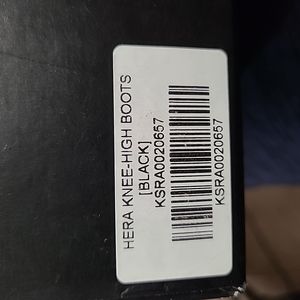 HERA KNEE-HIGH BOOTS
[BLACK]
KSRA0020657
KSRA0020657